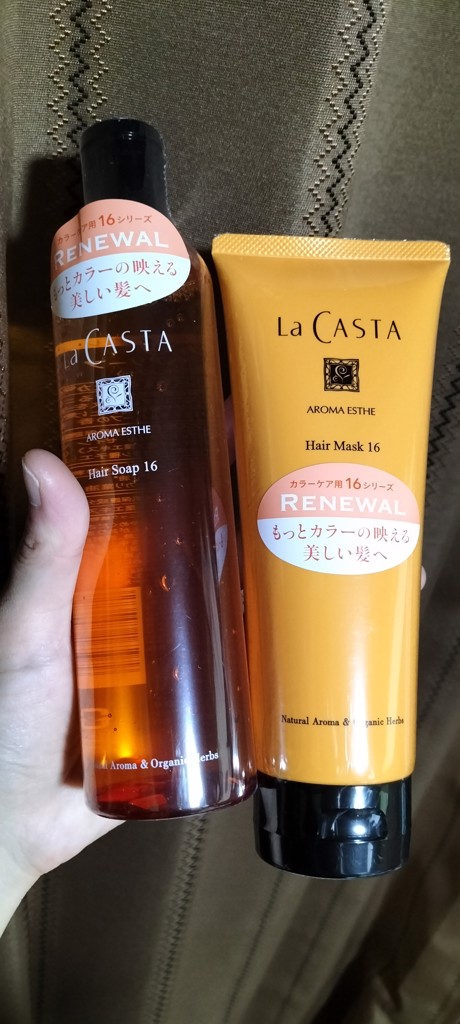 カラーケア用16シリーズ
RENEWAL
もっとカラーの映える
美しい髪へ
La CASTA
AROMA ESTHE
Hair Soap 16
Aroma & Organic Herbs
La CASTA
AROMA ESTHE
Hair Mask 16
カラーケア用16シリーズ
RENEWAL
もっとカラーの映える
美しい髪へ
Natural Aroma & Organic Herbs